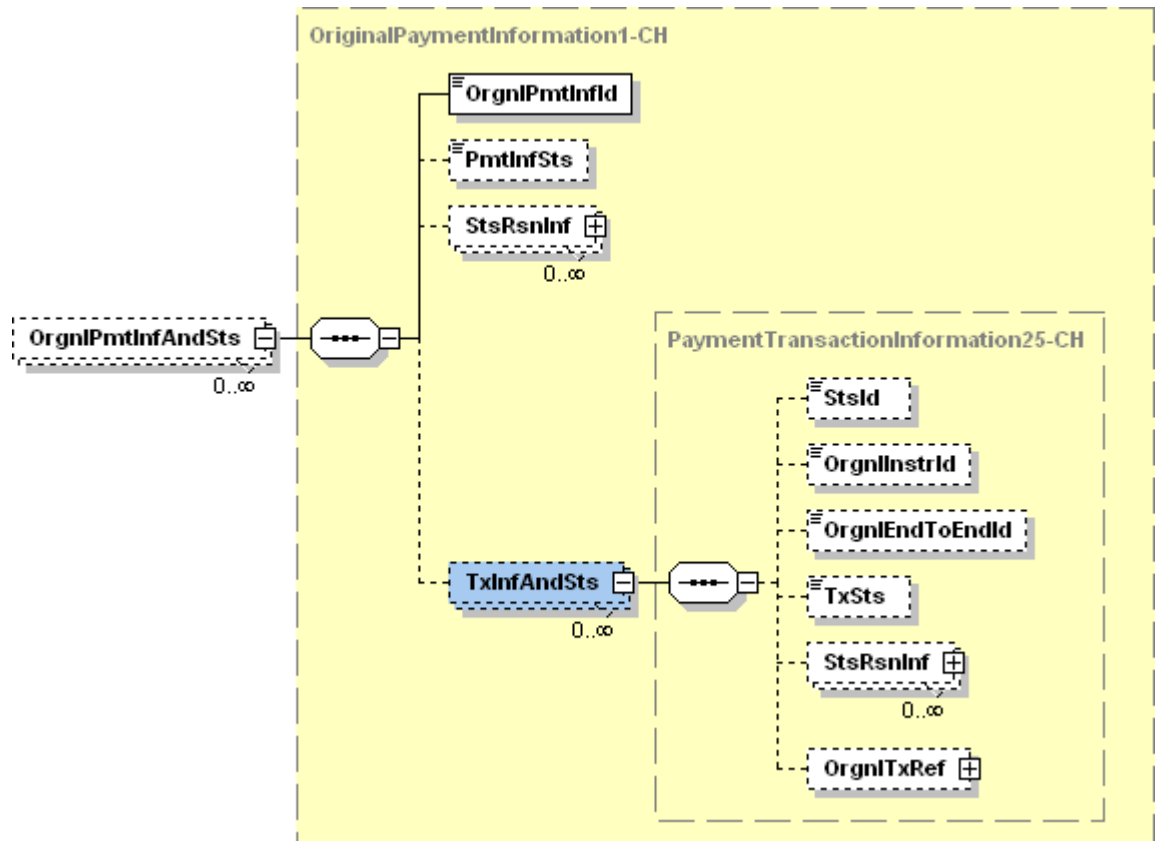 OriginalPaymentInformation1-CH
OrgnlPmtInfId
PmtInfSts
StsRsnInf
0..∞
OrgnlPmtInfAndSts
0..∞
PaymentTransactionInformation25-CH
StsId
OrgnlInstrId
OrgnlEndToEndId
TxInfAndSts
0..∞
TxSts
StsRsnInf
0..∞
OrgnlTxRef